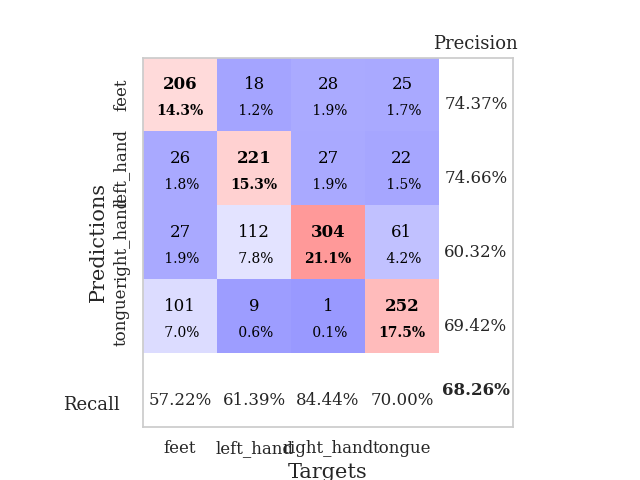 Precision
feet 206 18 28 25 74.37%
14.3% 1.2% 1.9% 1.7%
left_hand 26 221 27 22 74.66%
1.8% 15.3% 1.9% 1.5%
right_hand 27 112 304 61 60.32%
1.9% 7.8% 21.1% 4.2%
tongue 101 9 1 252 69.42%
7.0% 0.6% 0.1% 17.5%
Predictions
Recall 57.22% 61.39% 84.44% 70.00% 68.26%
feet left_hand right_hand tongue
Targets